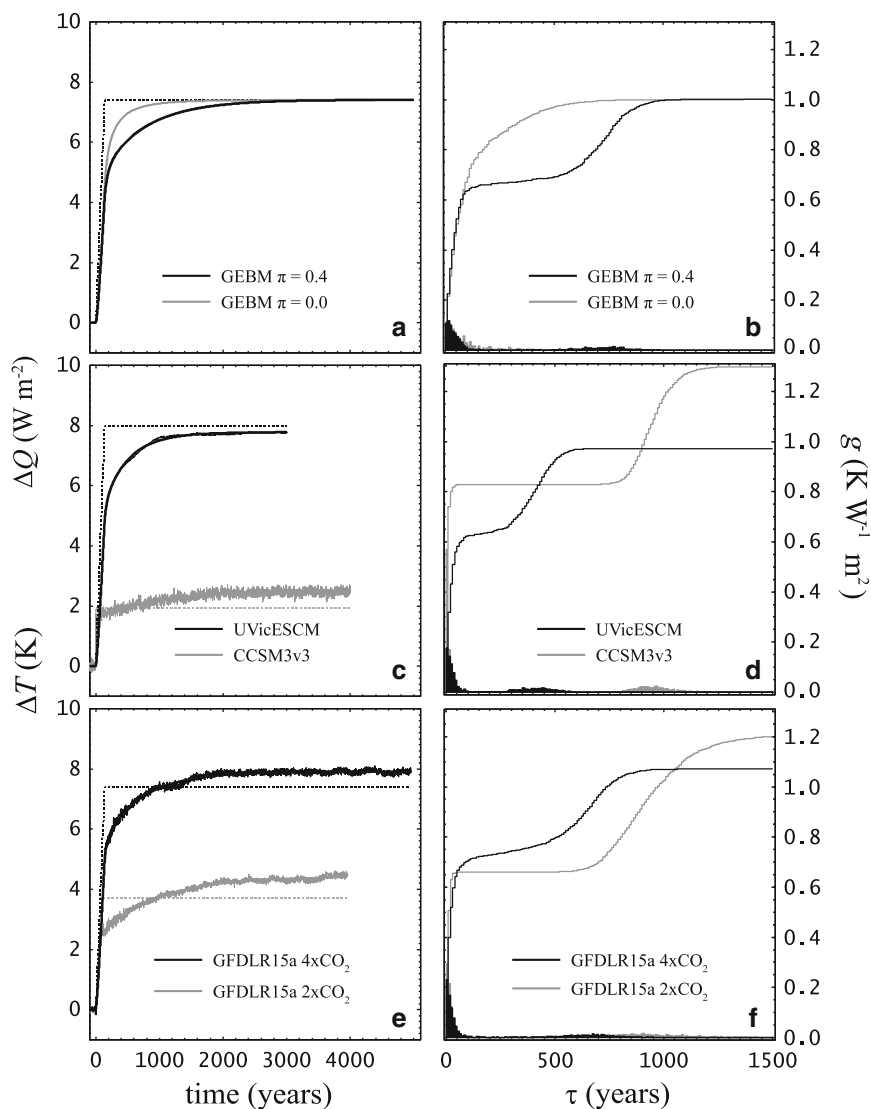 10
8
6
4
2
0
GEBM π = 0.4
GEBM π = 0.0
a
1.2
1.0
0.8
0.6
0.4
0.2
0.0
GEBM π = 0.4
GEBM π = 0.0
b
10
8
6
4
2
0
UVicESCM
CCSM3v3
c
1.2
1.0
0.8
0.6
0.4
0.2
0.0
UVicESCM
CCSM3v3
d
10
8
6
4
2
0
GFDLR15a 4xCO₂
GFDLR15a 2xCO₂
e
1.2
1.0
0.8
0.6
0.4
0.2
0.0
GFDLR15a 4xCO₂
GFDLR15a 2xCO₂
f
0 1000 2000 3000 4000
time (years)
0 500 1000 1500
τ (years)
ΔT (K)
ΔQ (W m⁻²)
g (K W⁻¹ m²)